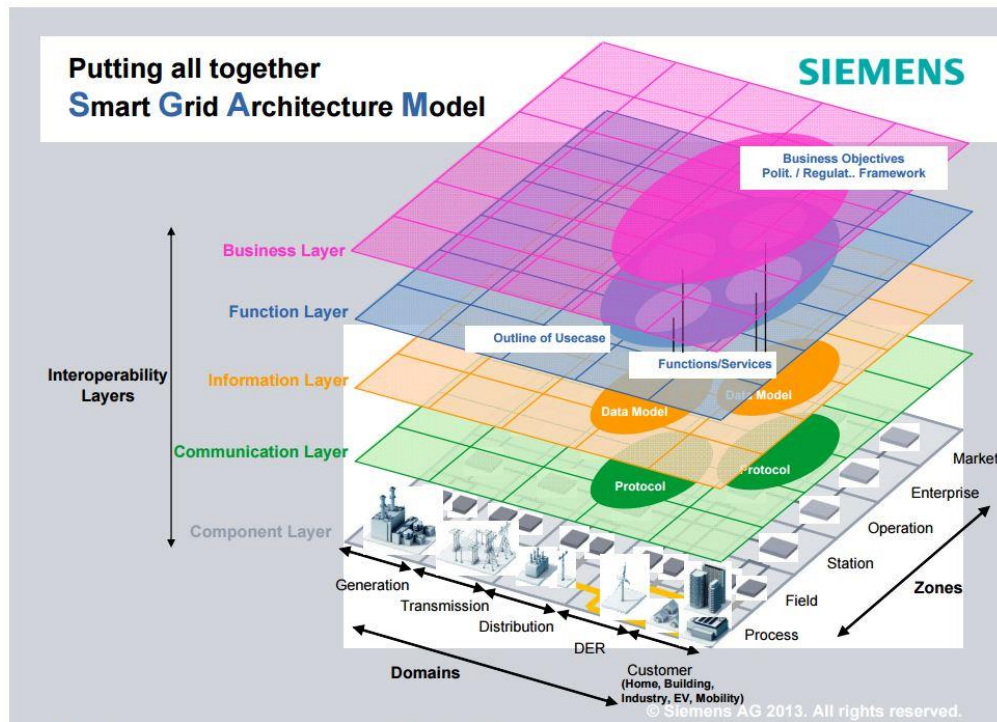 Putting all together
Smart Grid Architecture Model
SIEMENS
Business Objectives
Polit. / Regulat.. Framework
Business Layer
Function Layer
Outline of Usecase
Functions/Services
Interoperability
Layers
Information Layer
Data Model
Data Model
Communication Layer
Protocol
Protocol
Component Layer
Market
Enterprise
Operation
Station
Field
Process
Zones
Generation
Transmission
Distribution
DER
Customer
(Home, Building,
Industry, EV, Mobility)
Domains
© Siemens AG 2013. All rights reserved.